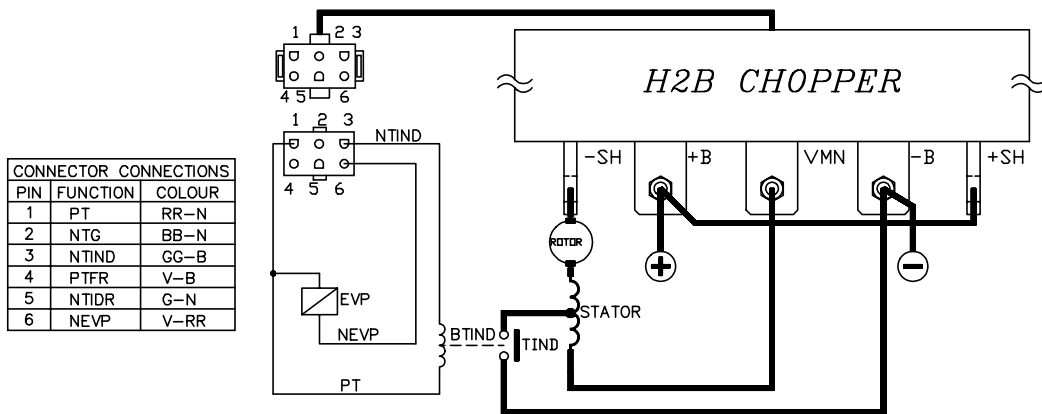 1 2 3
4 5 6
H2B CHOPPER
-SH +B VMN -B +SH
1 2 3
NTIND
4 5 6
CONNECTOR CONNECTIONS
PIN FUNCTION COLOUR
1 PT RR-N
2 NTG BB-N
3 NTIND GG-B
4 PTFR V-B
5 NTIDR G-N
6 NEVP V-RR
ROTOR
+
−
EVP
NEVP
STATOR
BTIND
TIND
PT